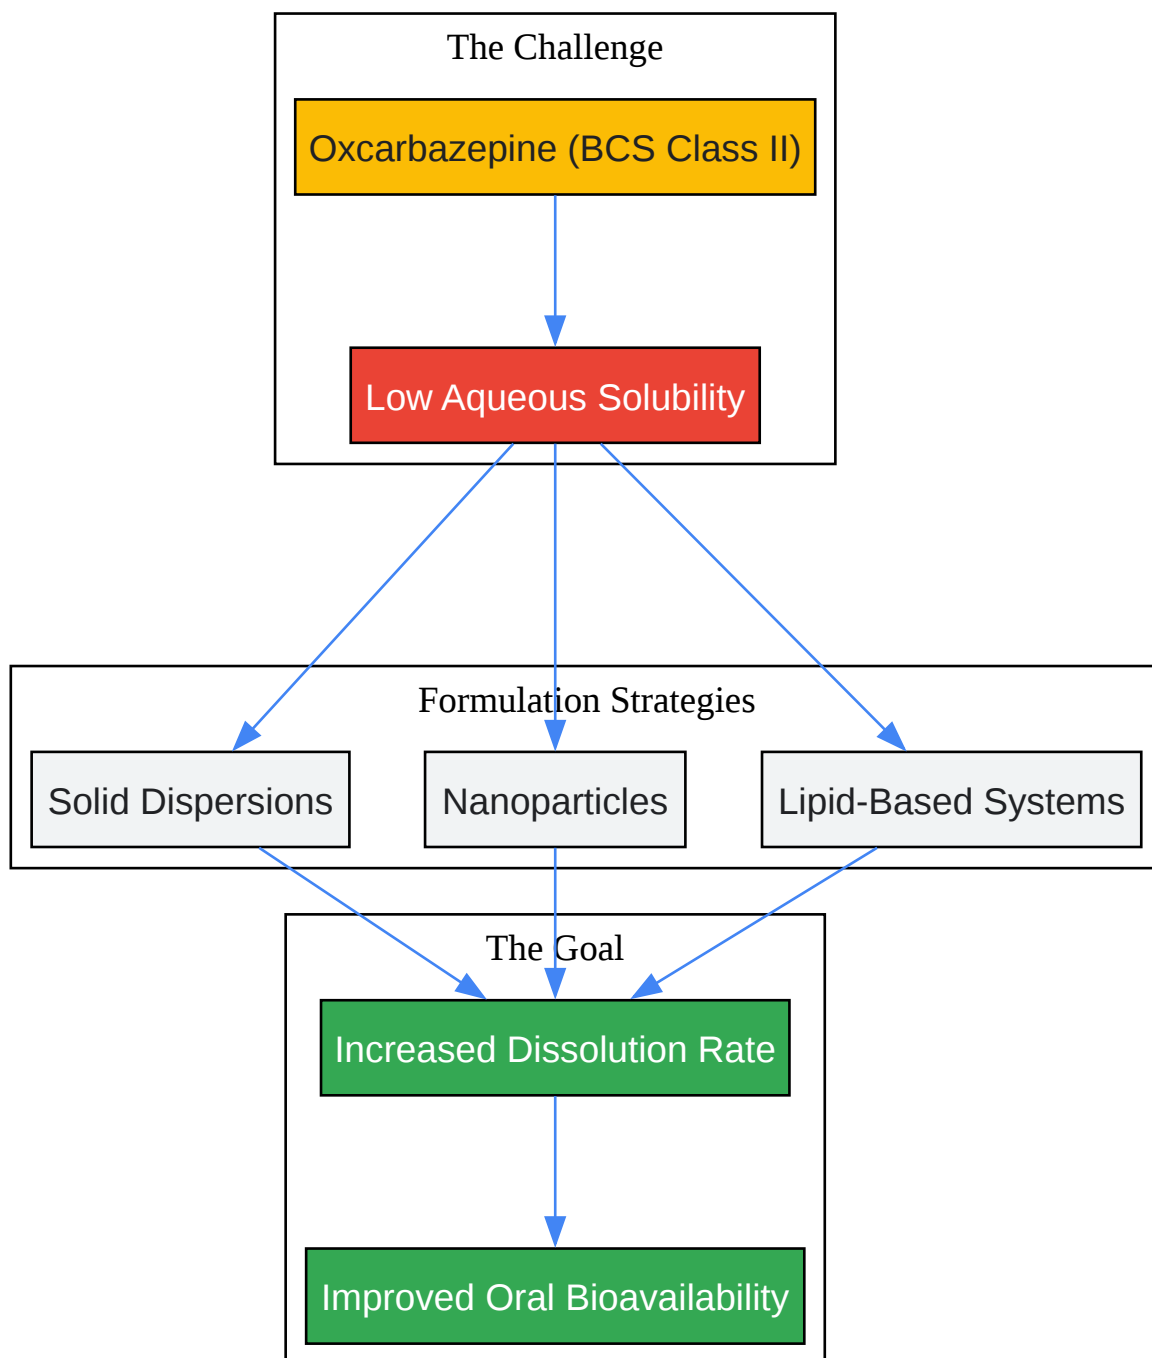 The Challenge
Oxcarbazepine (BCS Class II)
Low Aqueous Solubility
Formulation Strategies
Solid Dispersions
Nanoparticles
Lipid-Based Systems
The Goal
Increased Dissolution Rate
Improved Oral Bioavailability